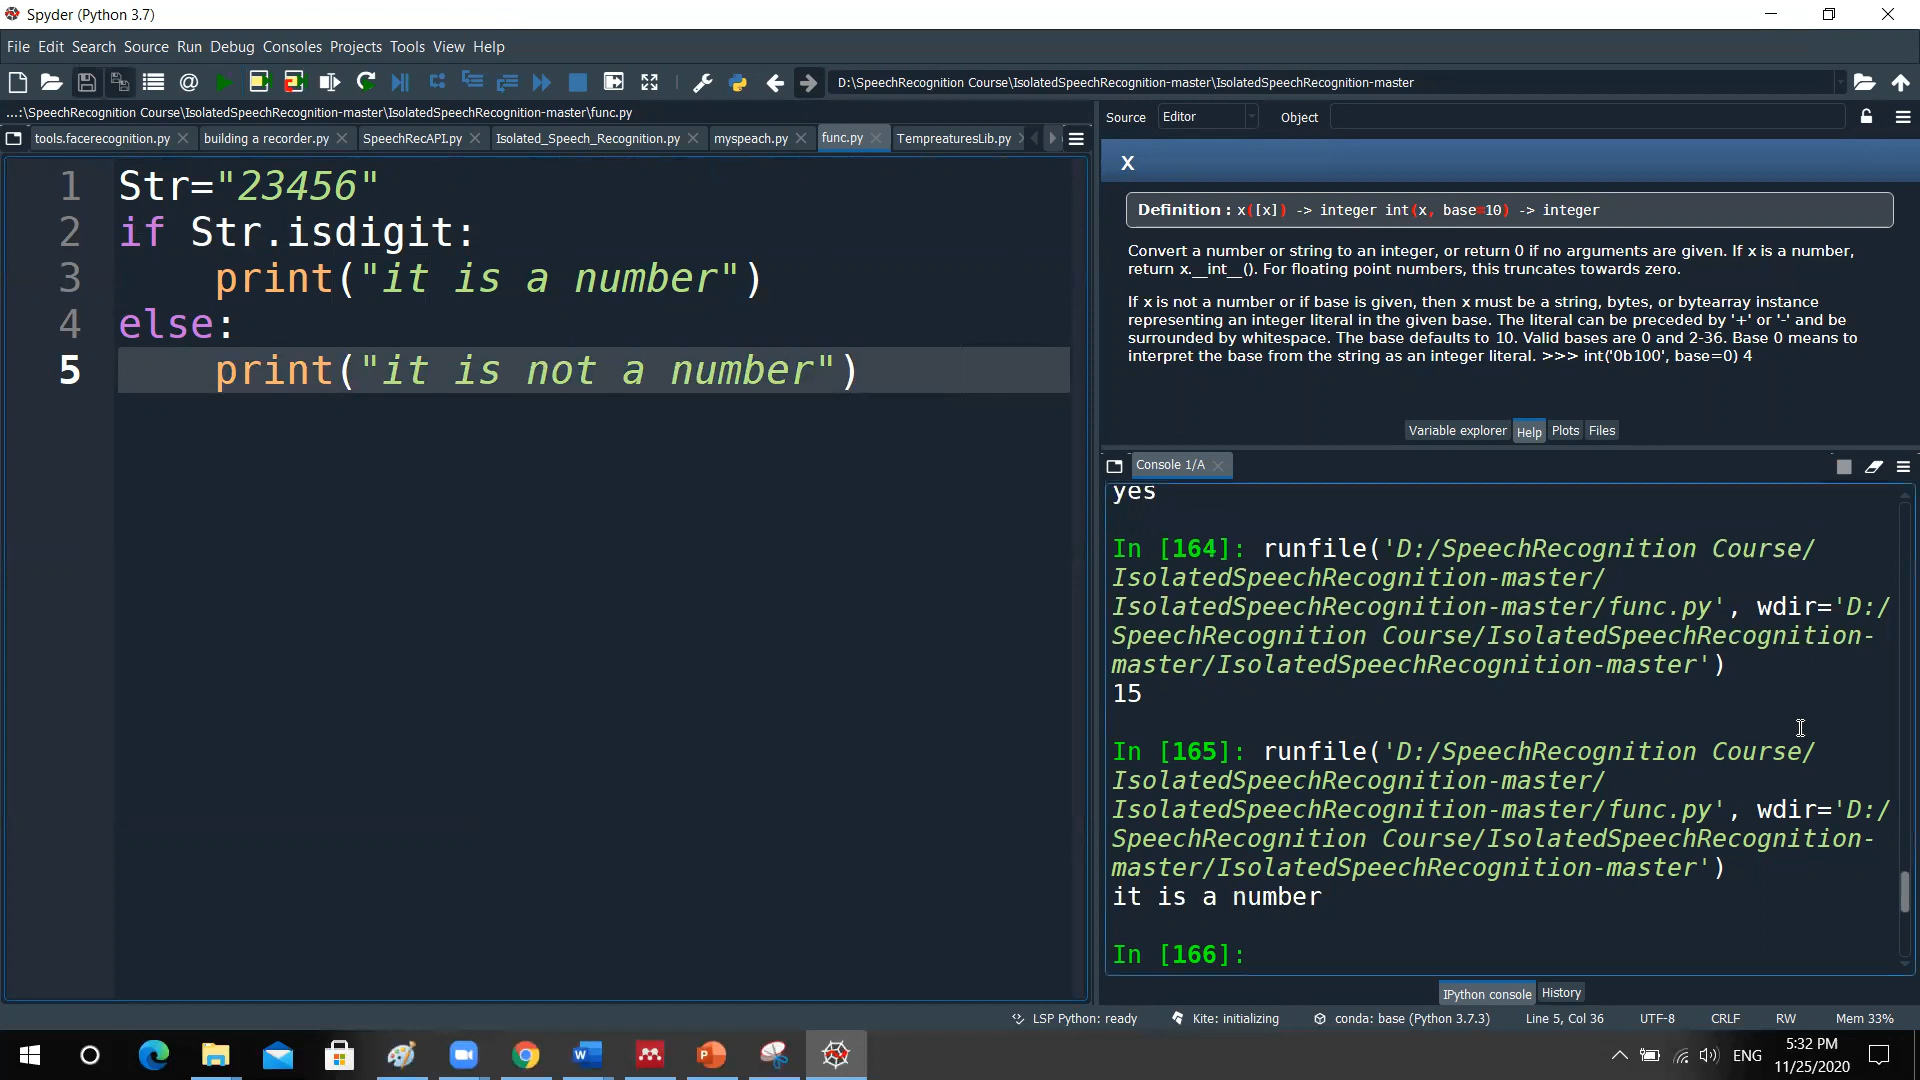 Spyder (Python 3.7)
File Edit Search Source Run Debug Consoles Projects Tools View Help
D:\SpeechRecognition Course\IsolatedSpeechRecognition-master\IsolatedSpeechRecognition-master
...:\SpeechRecognition Course\IsolatedSpeechRecognition-master\IsolatedSpeechRecognition-master\func.py
tools.facerecognition.py building a recorder.py SpeechRecAPI.py Isolated_Speech_Recognition.py myspeach.py func.py TempreaturesLib.py
1 Str="23456"
2 if Str.isdigit:
3     print("it is a number")
4 else:
5     print("it is not a number")
Source Editor Object
x
Definition : x([x]) -> integer int(x, base=10) -> integer
Convert a number or string to an integer, or return 0 if no arguments are given. If x is a number,
return x.__int__(). For floating point numbers, this truncates towards zero.
If x is not a number or if base is given, then x must be a string, bytes, or bytearray instance
representing an integer literal in the given base. The literal can be preceded by '+' or '-' and be
surrounded by whitespace. The base defaults to 10. Valid bases are 0 and 2-36. Base 0 means to
interpret the base from the string as an integer literal. >>> int('0b100', base=0) 4
Variable explorer Help Plots Files
Console 1/A
yes
In [164]: runfile('D:/SpeechRecognition Course/
IsolatedSpeechRecognition-master/
IsolatedSpeechRecognition-master/func.py', wdir='D:/
SpeechRecognition Course/IsolatedSpeechRecognition-
master/IsolatedSpeechRecognition-master')
15
In [165]: runfile('D:/SpeechRecognition Course/
IsolatedSpeechRecognition-master/
IsolatedSpeechRecognition-master/func.py', wdir='D:/
SpeechRecognition Course/IsolatedSpeechRecognition-
master/IsolatedSpeechRecognition-master')
it is a number
In [166]:
IPython console History
LSP Python: ready Kite: initializing conda: base (Python 3.7.3) Line 5, Col 36 UTF-8 CRLF RW Mem 33%
ENG
5:32 PM
11/25/2020